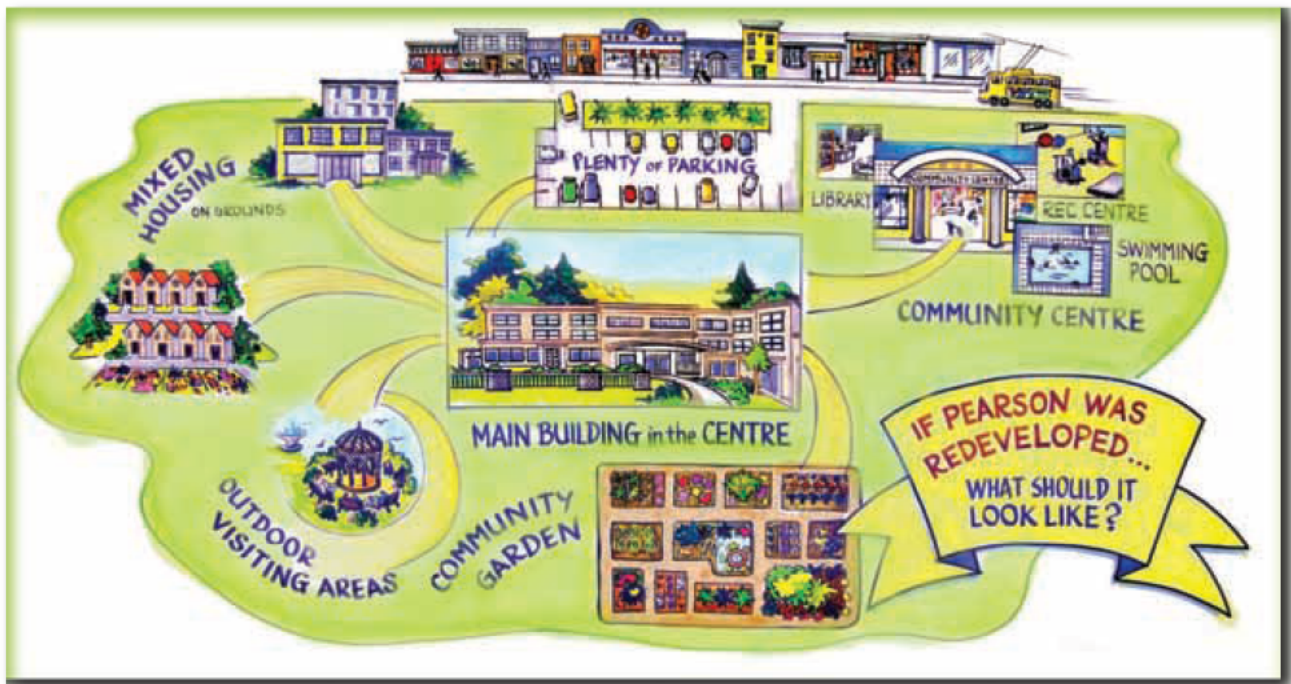 MIXED
HOUSING
ON GROUNDS
PLENTY OF PARKING
LIBRARY
COMMUNITY CENTRE
REC CENTRE
SWIMMING
POOL
COMMUNITY CENTRE
MAIN BUILDING in the CENTRE
OUTDOOR
VISITING AREAS
COMMUNITY
GARDEN
IF PEARSON WAS
REDEVELOPED...
WHAT SHOULD IT
LOOK LIKE?